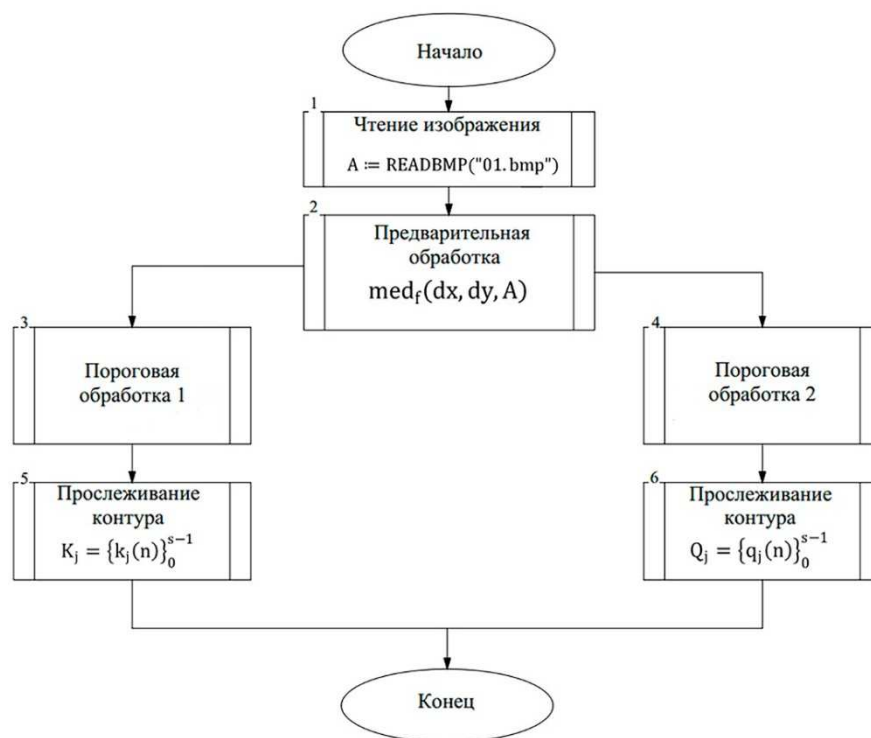 Начало
1
Чтение изображения
A ≔ READBMP("01.bmp")
2
Предварительная
обработка
med_f(dx, dy, A)
3
Пороговая
обработка 1
4
Пороговая
обработка 2
5
Прослеживание
контура
K_j = {k_j(n)}_0^{s−1}
6
Прослеживание
контура
Q_j = {q_j(n)}_0^{s−1}
Конец